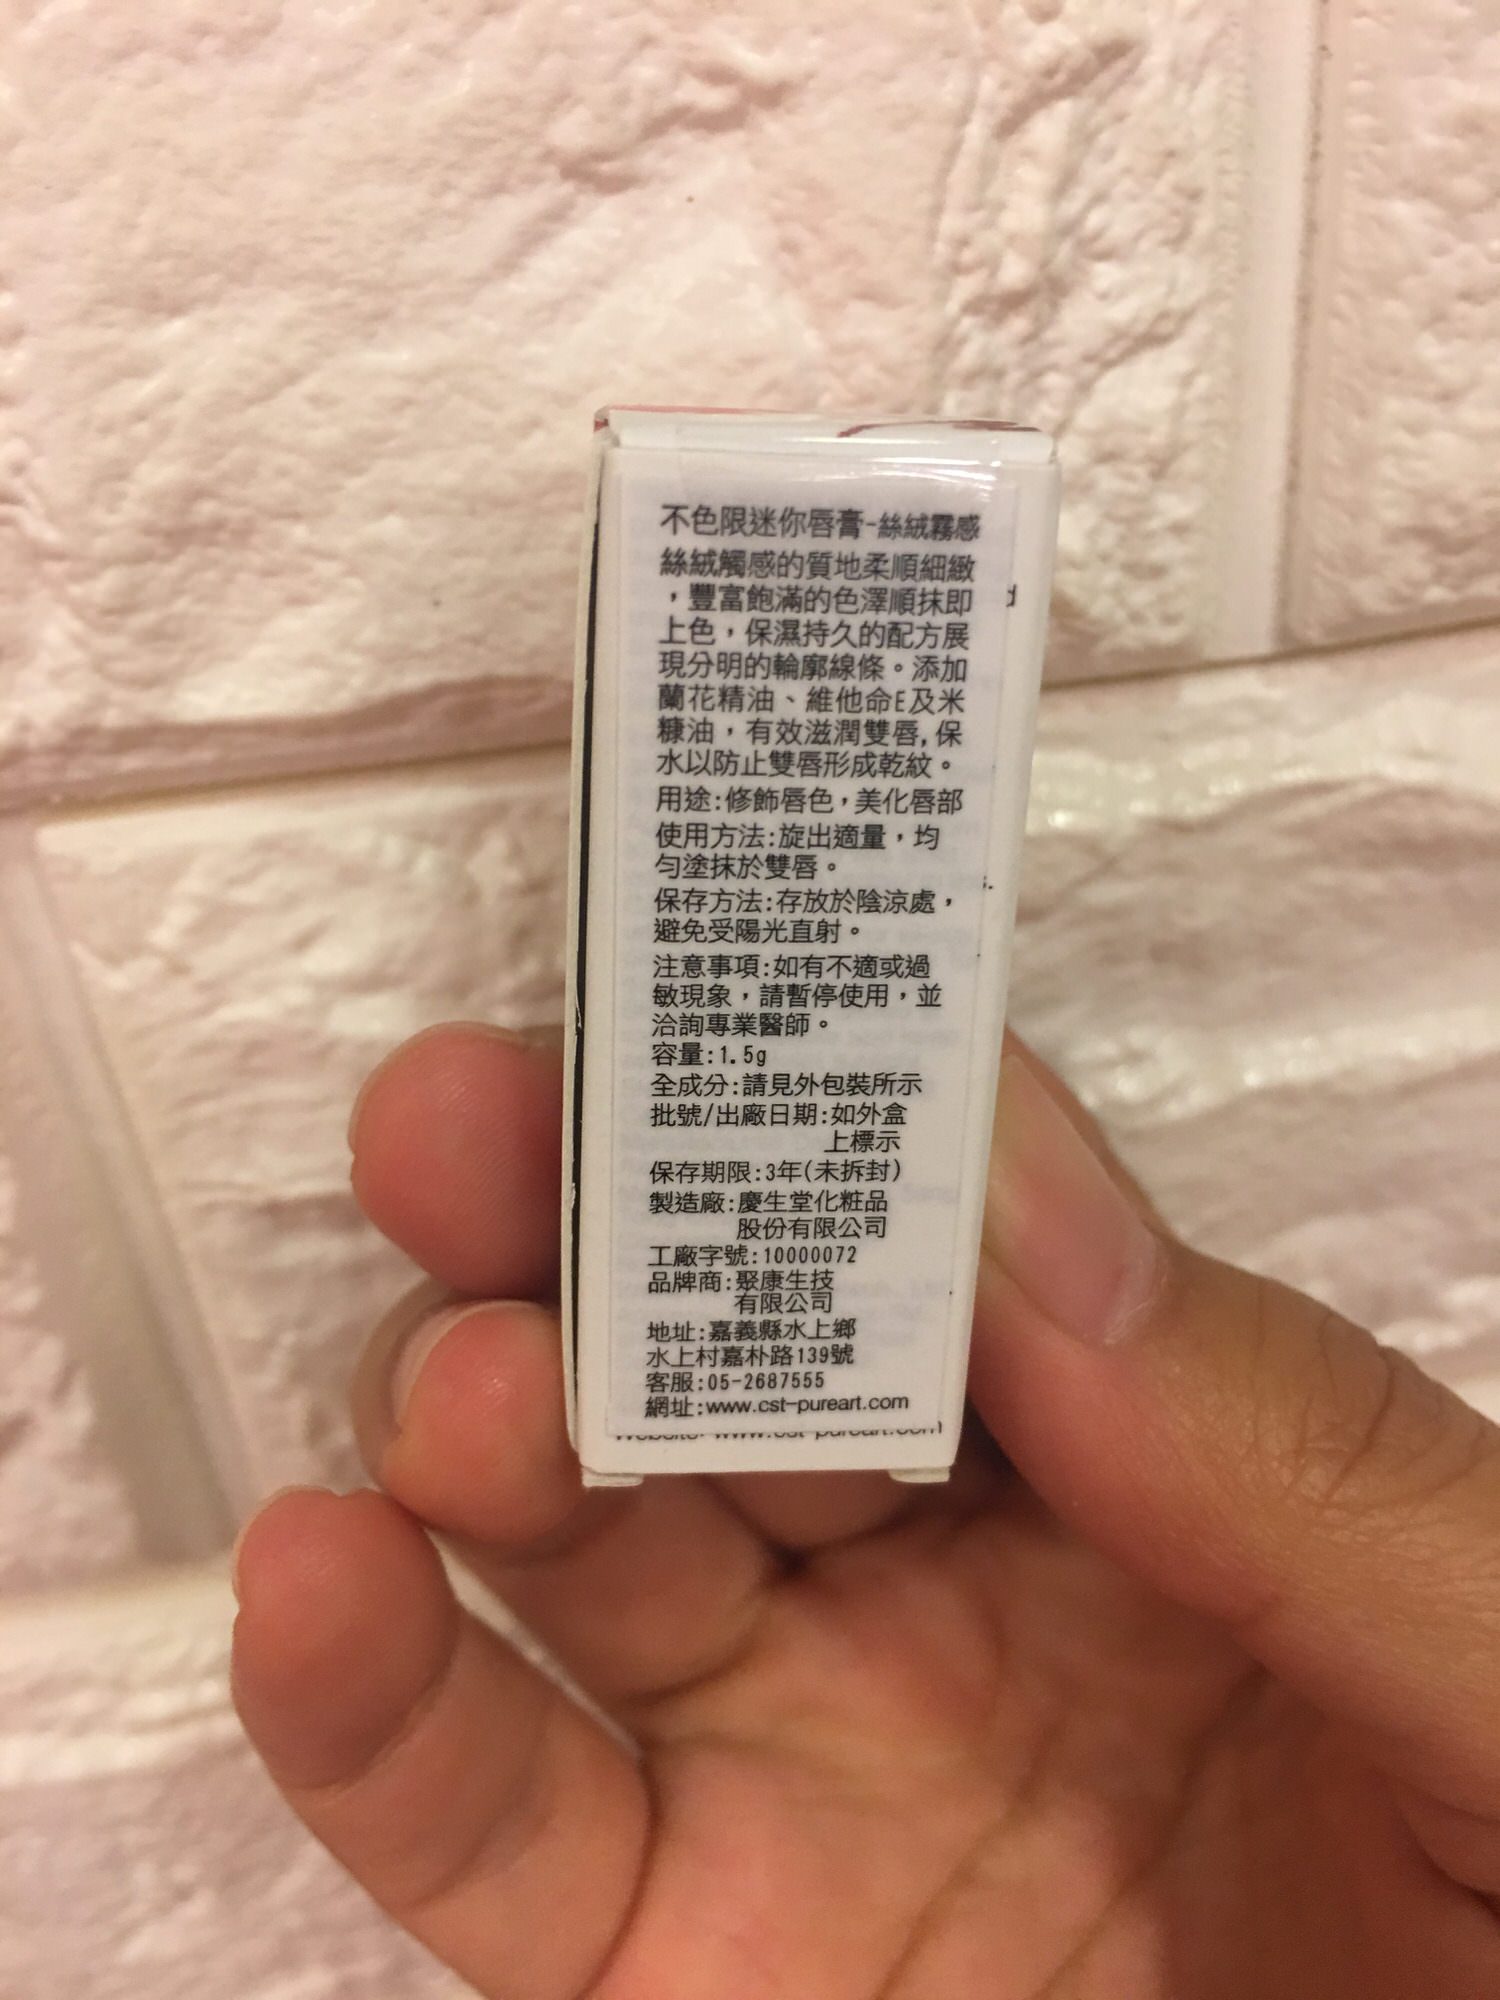 不色限迷你唇膏-絲絨霧感
絲絨觸感的質地柔順細緻
，豐富飽滿的色澤順抹即
上色，保濕持久的配方展
現分明的輪廓線條。添加
蘭花精油、維他命E及米
糠油，有效滋潤雙唇,保
水以防止雙唇形成乾紋。
用途:修飾唇色，美化唇部
使用方法:旋出適量，均
勻塗抹於雙唇。
保存方法:存放於陰涼處，
避免受陽光直射。
注意事項:如有不適或過
敏現象，請暫停使用，並
洽詢專業醫師。
容量:1.5g
全成分:請見外包裝所示
批號/出廠日期:如外盒
上標示
保存期限:3年(未拆封)
製造廠:慶生堂化粧品
股份有限公司
工廠字號:10000072
品牌商:聚康生技
有限公司
地址:嘉義縣水上鄉
水上村嘉朴路139號
客服:05-2687555
網址:www.cst-pureart.com